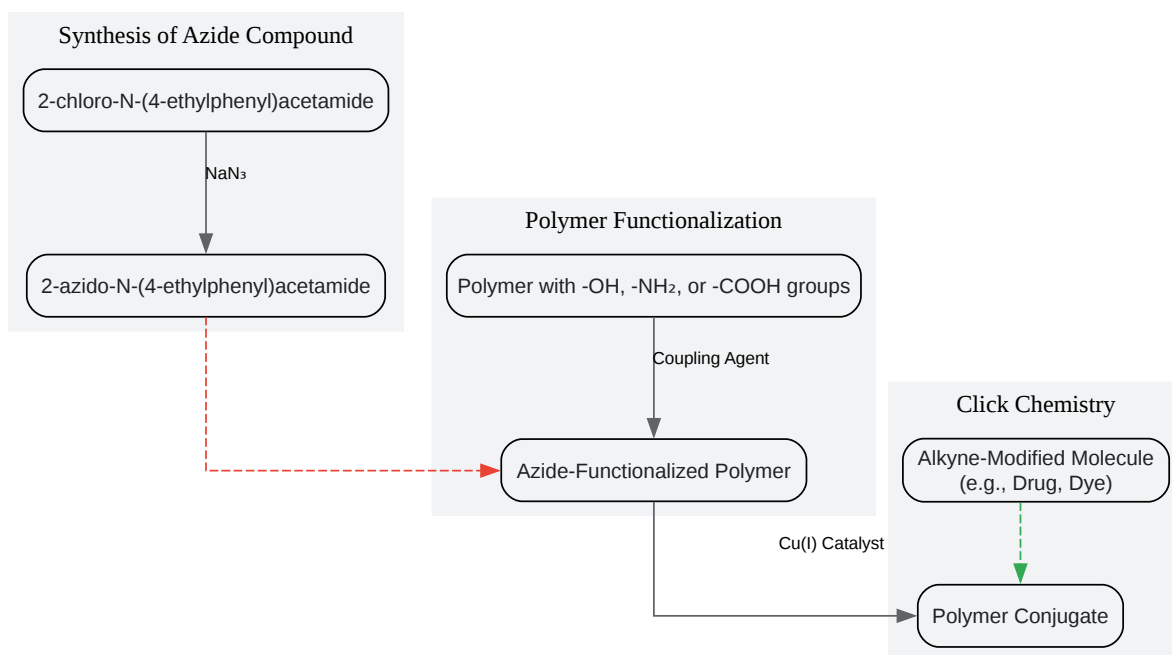 Synthesis of Azide Compound
2-chloro-N-(4-ethylphenyl)acetamide
NaN₃
2-azido-N-(4-ethylphenyl)acetamide
Polymer Functionalization
Polymer with -OH, -NH₂, or -COOH groups
Coupling Agent
Azide-Functionalized Polymer
Click Chemistry
Alkyne-Modified Molecule
(e.g., Drug, Dye)
Cu(I) Catalyst
Polymer Conjugate